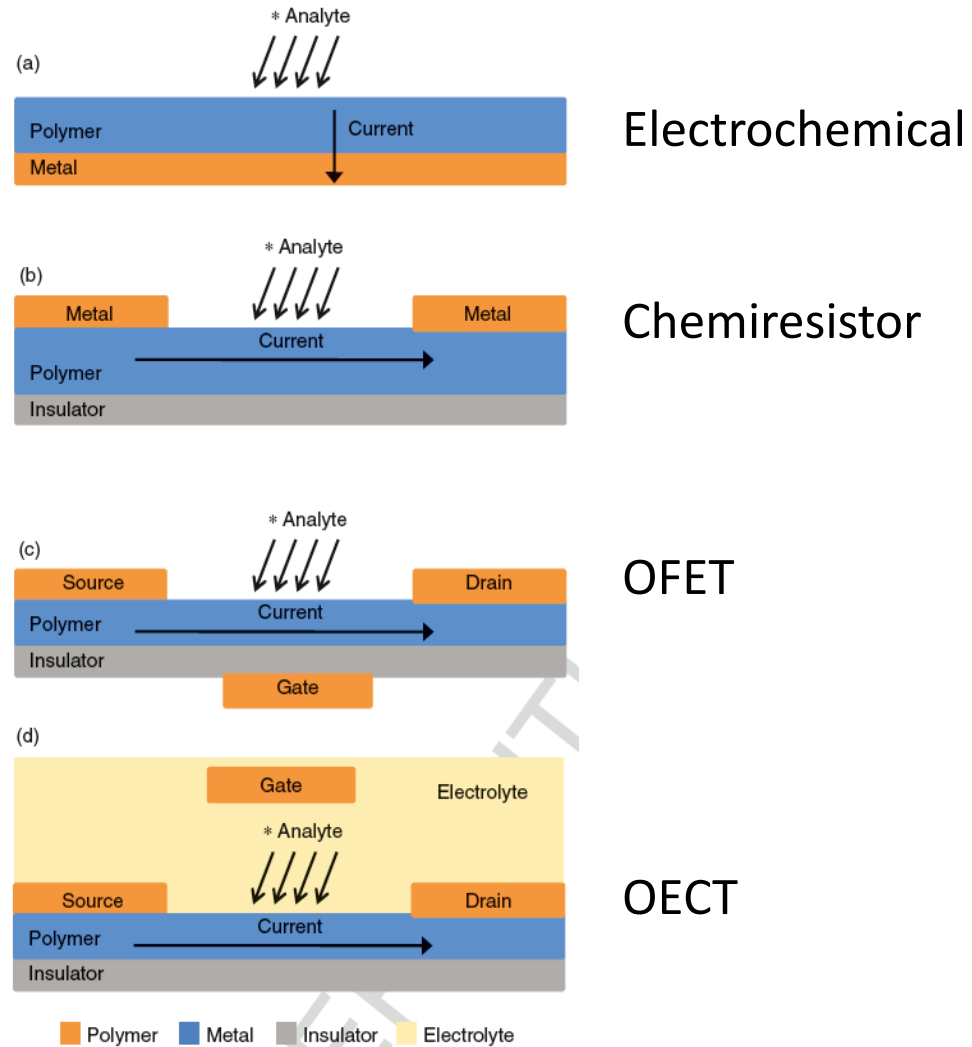 * Analyte
(a)
Polymer
Current
Metal
Electrochemical
* Analyte
(b)
Metal
Metal
Current
Polymer
Insulator
Chemiresistor
* Analyte
(c)
Source
Drain
Current
Polymer
Insulator
Gate
OFET
(d)
Gate
Electrolyte
* Analyte
Source
Drain
Current
Polymer
Insulator
OECT
Polymer Metal Insulator Electrolyte